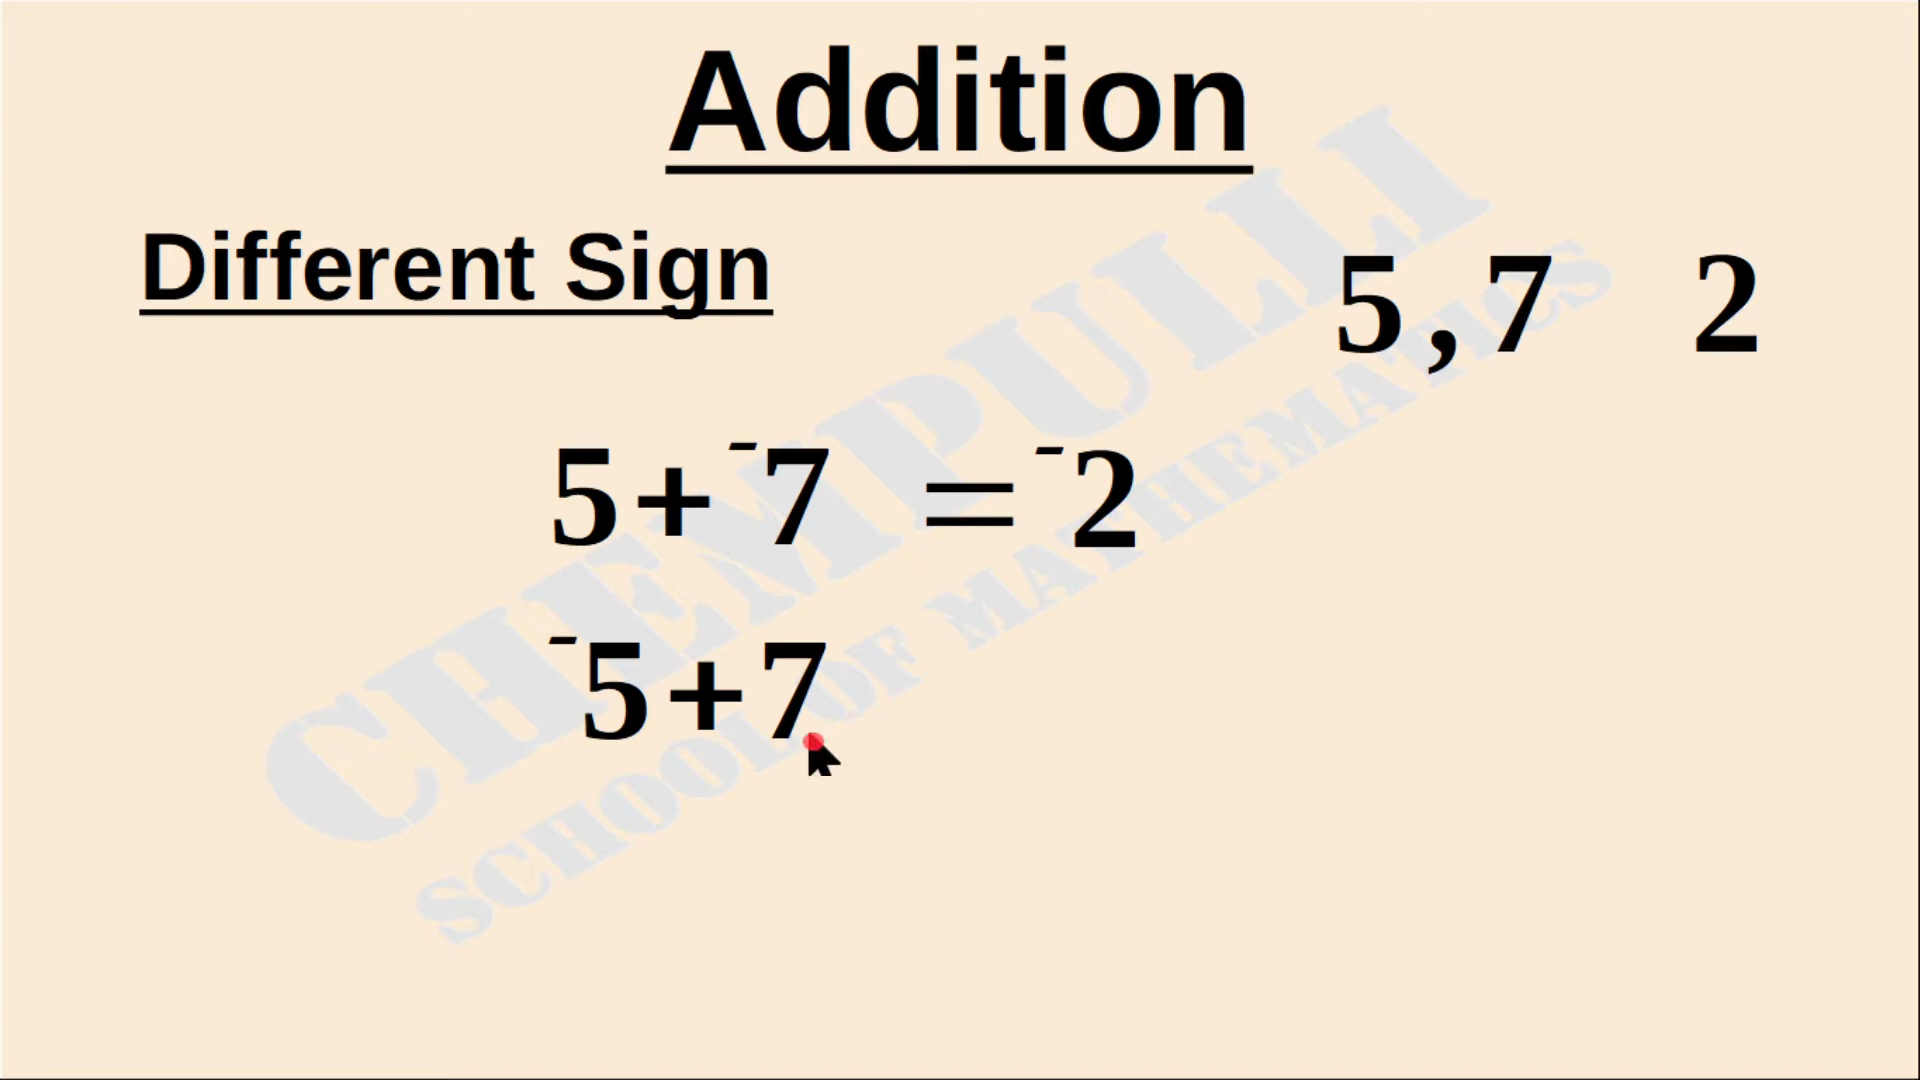 Addition
Different Sign
5,7 2
5+ ⁻7 = ⁻2
⁻5+7
CHEMPULLI
SCHOOL OF MATHEMATICS